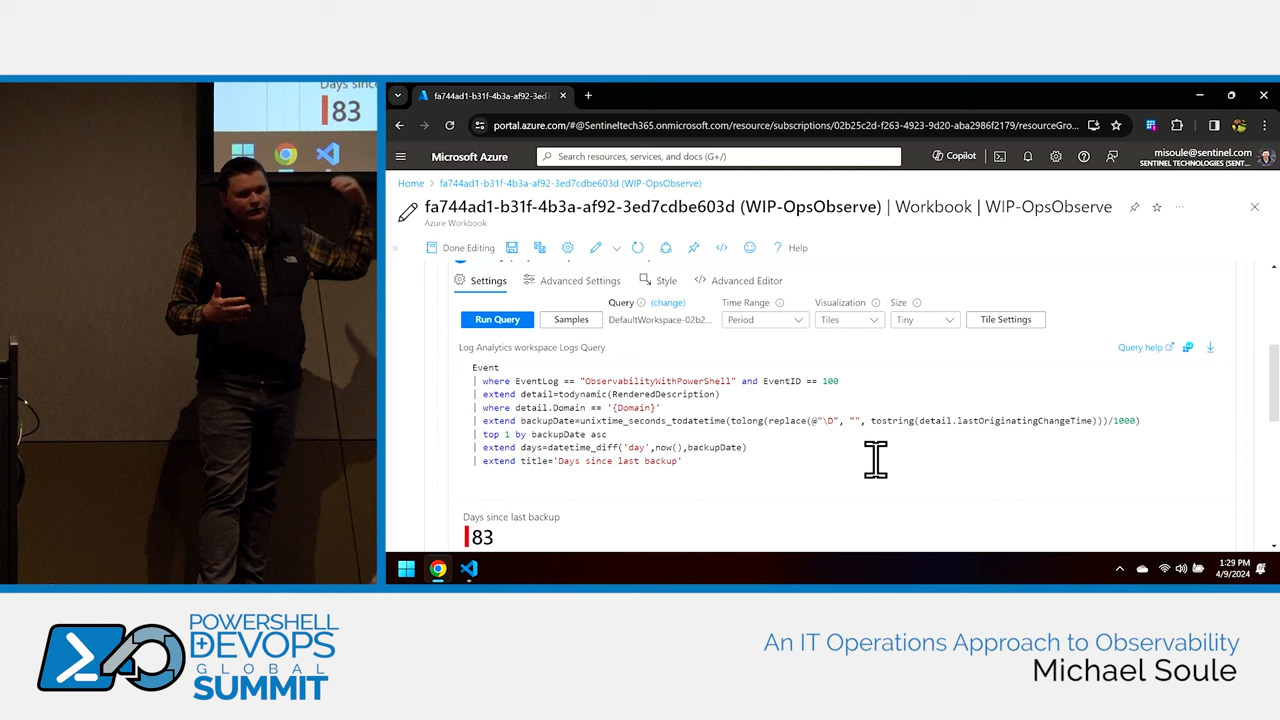 Days since
83
fa744ad1-b31f-4b3a-af92-3ed7
portal.azure.com/#@Sentineltech365.onmicrosoft.com/resource/subscriptions/02b25c2d-f263-4923-9d20-aba2986f2179/resourceGro...
Microsoft Azure
Search resources, services, and docs (G+/)
Copilot
misoule@sentinel.com
SENTINEL TECHNOLOGIES (SENT...
Home > fa744ad1-b31f-4b3a-af92-3ed7cdbe603d (WIP-OpsObserve)
fa744ad1-b31f-4b3a-af92-3ed7cdbe603d (WIP-OpsObserve) | Workbook | WIP-OpsObserve
Azure Workbook
Done Editing
Help
Settings
Advanced Settings
Style
Advanced Editor
Query (change)
Time Range
Visualization
Size
Run Query
Samples
DefaultWorkspace-02b2...
Period
Tiles
Tiny
Tile Settings
Log Analytics workspace Logs Query
Query help
Event
| where EventLog == "ObservabilityWithPowerShell" and EventID == 100
| extend detail=todynamic(RenderedDescription)
| where detail.Domain == '{Domain}'
| extend backupDate=unixtime_seconds_todatetime(tolong(replace(@"\D", "", tostring(detail.lastOriginatingChangeTime)))/1000)
| top 1 by backupDate asc
| extend days=datetime_diff('day',now(),backupDate)
| extend title='Days since last backup'
Days since last backup
83
1:29 PM
4/9/2024
POWERSHELL
+DEVOPS
GLOBAL
SUMMIT
An IT Operations Approach to Observability
Michael Soule